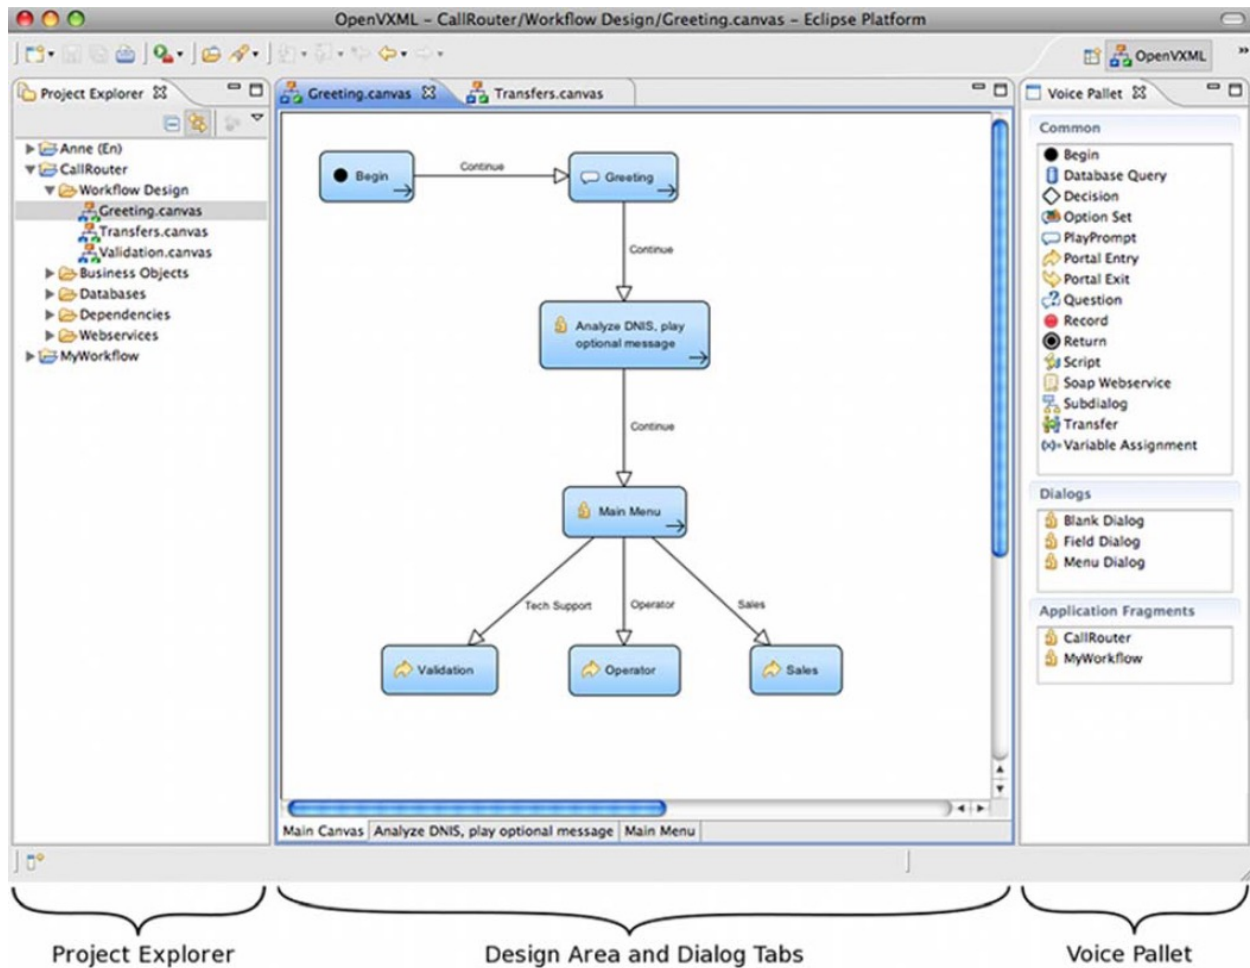 OpenVXML – CallRouter/Workflow Design/Greeting.canvas – Eclipse Platform
OpenVXML
Project Explorer
Anne (En)
CallRouter
Workflow Design
Greeting.canvas
Transfers.canvas
Validation.canvas
Business Objects
Databases
Dependencies
Webservices
MyWorkflow
Greeting.canvas
Transfers.canvas
Begin
Continue
Greeting
Continue
Analyze DNIS, play
optional message
Continue
Main Menu
Tech Support
Operator
Sales
Validation
Operator
Sales
Main Canvas
Analyze DNIS, play optional message
Main Menu
Voice Pallet
Common
Begin
Database Query
Decision
Option Set
PlayPrompt
Portal Entry
Portal Exit
Question
Record
Return
Script
Soap Webservice
Subdialog
Transfer
(x)= Variable Assignment
Dialogs
Blank Dialog
Field Dialog
Menu Dialog
Application Fragments
CallRouter
MyWorkflow
Project Explorer
Design Area and Dialog Tabs
Voice Pallet